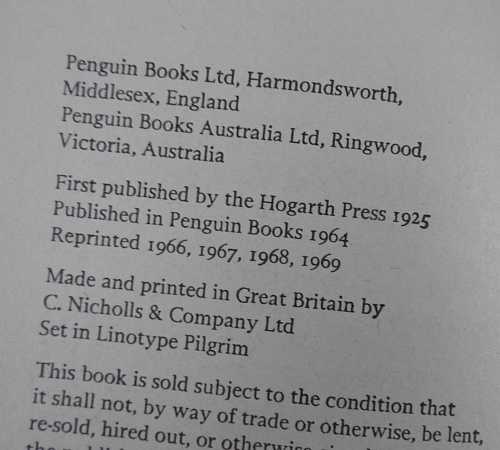 Penguin Books Ltd, Harmondsworth,
Middlesex, England
Penguin Books Australia Ltd, Ringwood,
Victoria, Australia
First published by the Hogarth Press 1925
Published in Penguin Books 1964
Reprinted 1966, 1967, 1968, 1969
Made and printed in Great Britain by
C. Nicholls & Company Ltd
Set in Linotype Pilgrim
This book is sold subject to the condition that
it shall not, by way of trade or otherwise, be lent,
re-sold, hired out, or otherwise